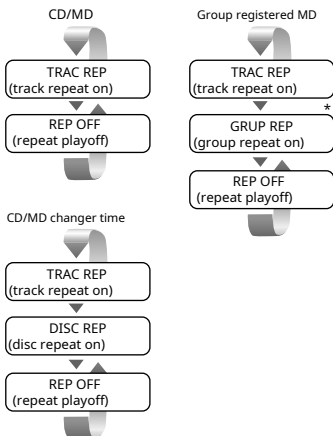 CD/MD
TRAC REP
(track repeat on)
REP OFF
(repeat playoff)
Group registered MD
TRAC REP
(track repeat on)
*
GRUP REP
(group repeat on)
REP OFF
(repeat playoff)
CD/MD changer time
TRAC REP
(track repeat on)
DISC REP
(disc repeat on)
REP OFF
(repeat playoff)